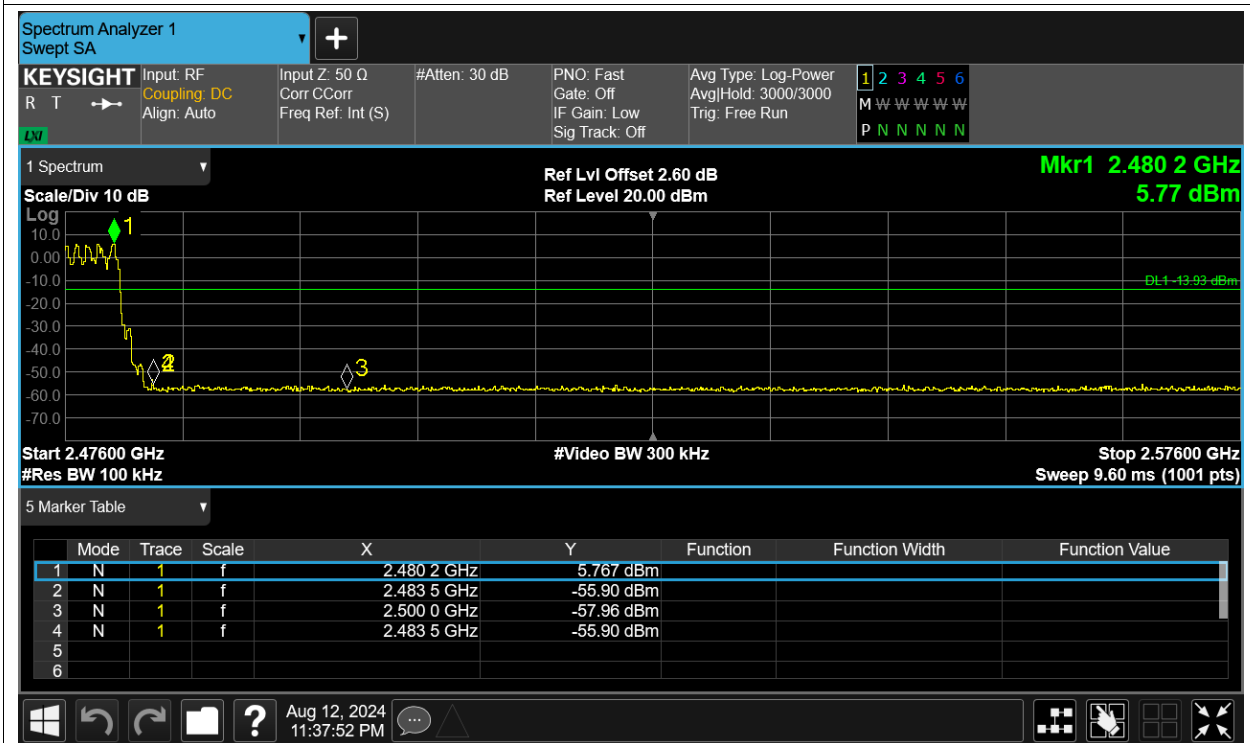 Spectrum Analyzer 1
Swept SA
KEYSIGHT Input: RF Input Z: 50 Ω #Atten: 30 dB PNO: Fast Avg Type: Log-Power 1 2 3 4 5 6
R T Coupling: DC Corr CCorr Gate: Off Avg|Hold: 3000/3000 M W W W W W
Align: Auto Freq Ref: Int (S) IF Gain: Low Trig: Free Run
LXI Sig Track: Off P N N N N N
1 Spectrum Ref Lvl Offset 2.60 dB Mkr1 2.480 2 GHz
Scale/Div 10 dB Ref Level 20.00 dBm 5.77 dBm
Log
1
10.0
0.00
-10.0
DL1 -13.93 dBm
-20.0
-30.0
-40.0
2 4 3
-50.0
-60.0
-70.0
Start 2.47600 GHz #Video BW 300 kHz Stop 2.57600 GHz
#Res BW 100 kHz Sweep 9.60 ms (1001 pts)
5 Marker Table
Mode Trace Scale X Y Function Function Width Function Value
1 N 1 f 2.480 2 GHz 5.767 dBm
2 N 1 f 2.483 5 GHz -55.90 dBm
3 N 1 f 2.500 0 GHz -57.96 dBm
4 N 1 f 2.483 5 GHz -55.90 dBm
5
6
? Aug 12, 2024
11:37:52 PM